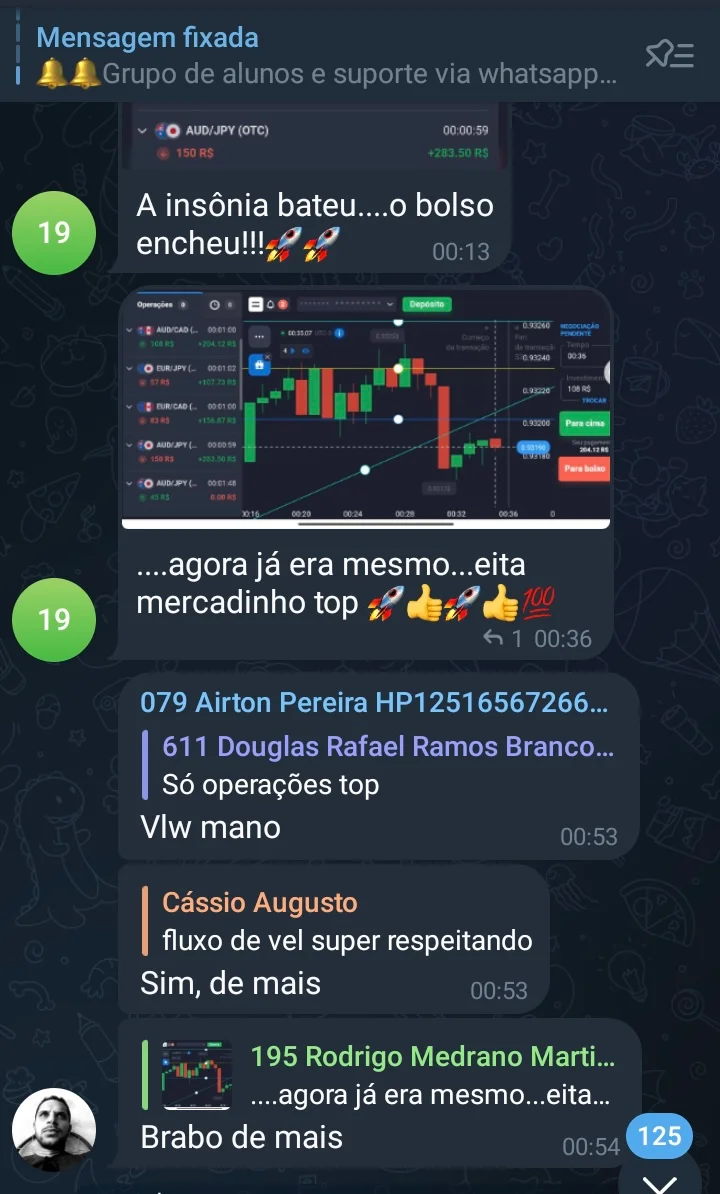 Mensagem fixada
🔔🔔Grupo de alunos e suporte via whatsapp...
AUD/JPY (OTC) 00:00:59
150 R$ +283.50 R$
A insônia bateu....o bolso
encheu!!!🚀🚀 00:13
19
Operações
Depósito
AUD/CAD (... 00:01:00
108 R$ +204.12 R$
EUR/JPY (... 00:01:02
57 R$ +107.73 R$
EUR/CAD (... 00:01:00
83 R$ +156.87 R$
AUD/JPY (... 00:00:59
150 R$ +283.50 R$
AUD/JPY (... 00:01:48
45 R$ 0.00 R$
00:35:07
0.93260
0.93240
0.93220
0.93200
0.93180
NEGOCIAÇÃO
PENDENTE
Tempo
00:36
Investimento
108 R$
TROCAR
Para cima
Seu pagamento
204.12 R$
Para baixo
00:20 00:24 00:28 00:32 00:36
....agora já era mesmo...eita
mercadinho top 🚀👍🚀👍💯
1 00:36
19
079 Airton Pereira HP12516567266...
611 Douglas Rafael Ramos Branco...
Só operações top
Vlw mano 00:53
Cássio Augusto
fluxo de vel super respeitando
Sim, de mais 00:53
195 Rodrigo Medrano Marti...
....agora já era mesmo...eita...
Brabo de mais 00:54
125